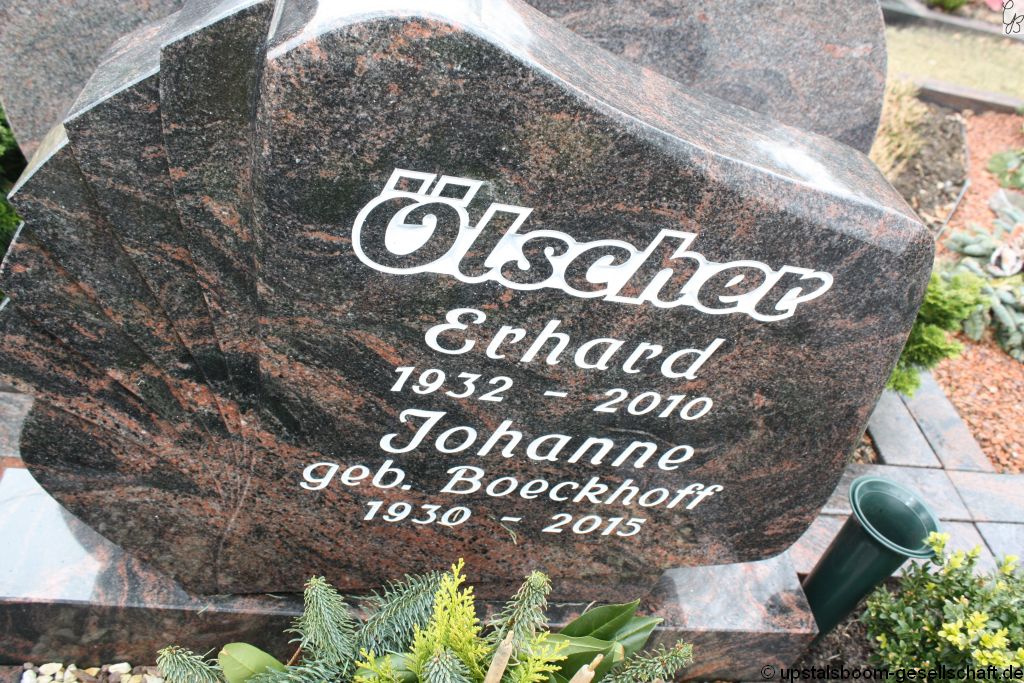 Ölscher
Erhard
1932 - 2010
Johanne
geb. Boeckhoff
1930 - 2015
© upstalsboom-gesellschaft.de